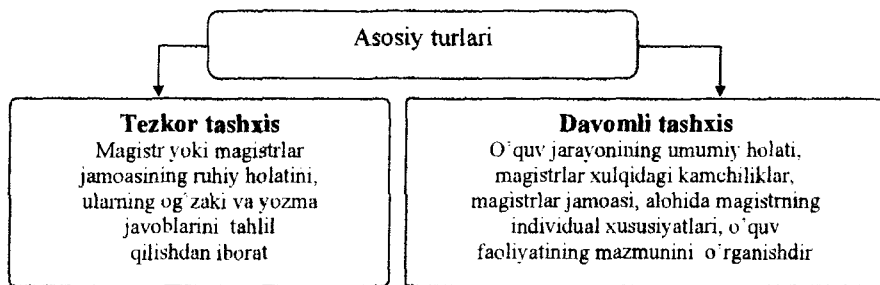 Asosiy turlari
Tezkor tashxis
Magistr yoki magistrlar
jamoasining ruhiy holatini,
ularning og`zaki va yozma
javoblarini tahlil
qilishdan iborat
Davomli tashxis
O`quv jarayonining umumiy holati,
magistrlar xulqidagi kamchiliklar,
magistrlar jamoasi, alohida magistrning
individual xususiyatlari, o`quv
faoliyatining mazmunini o`rganishdir